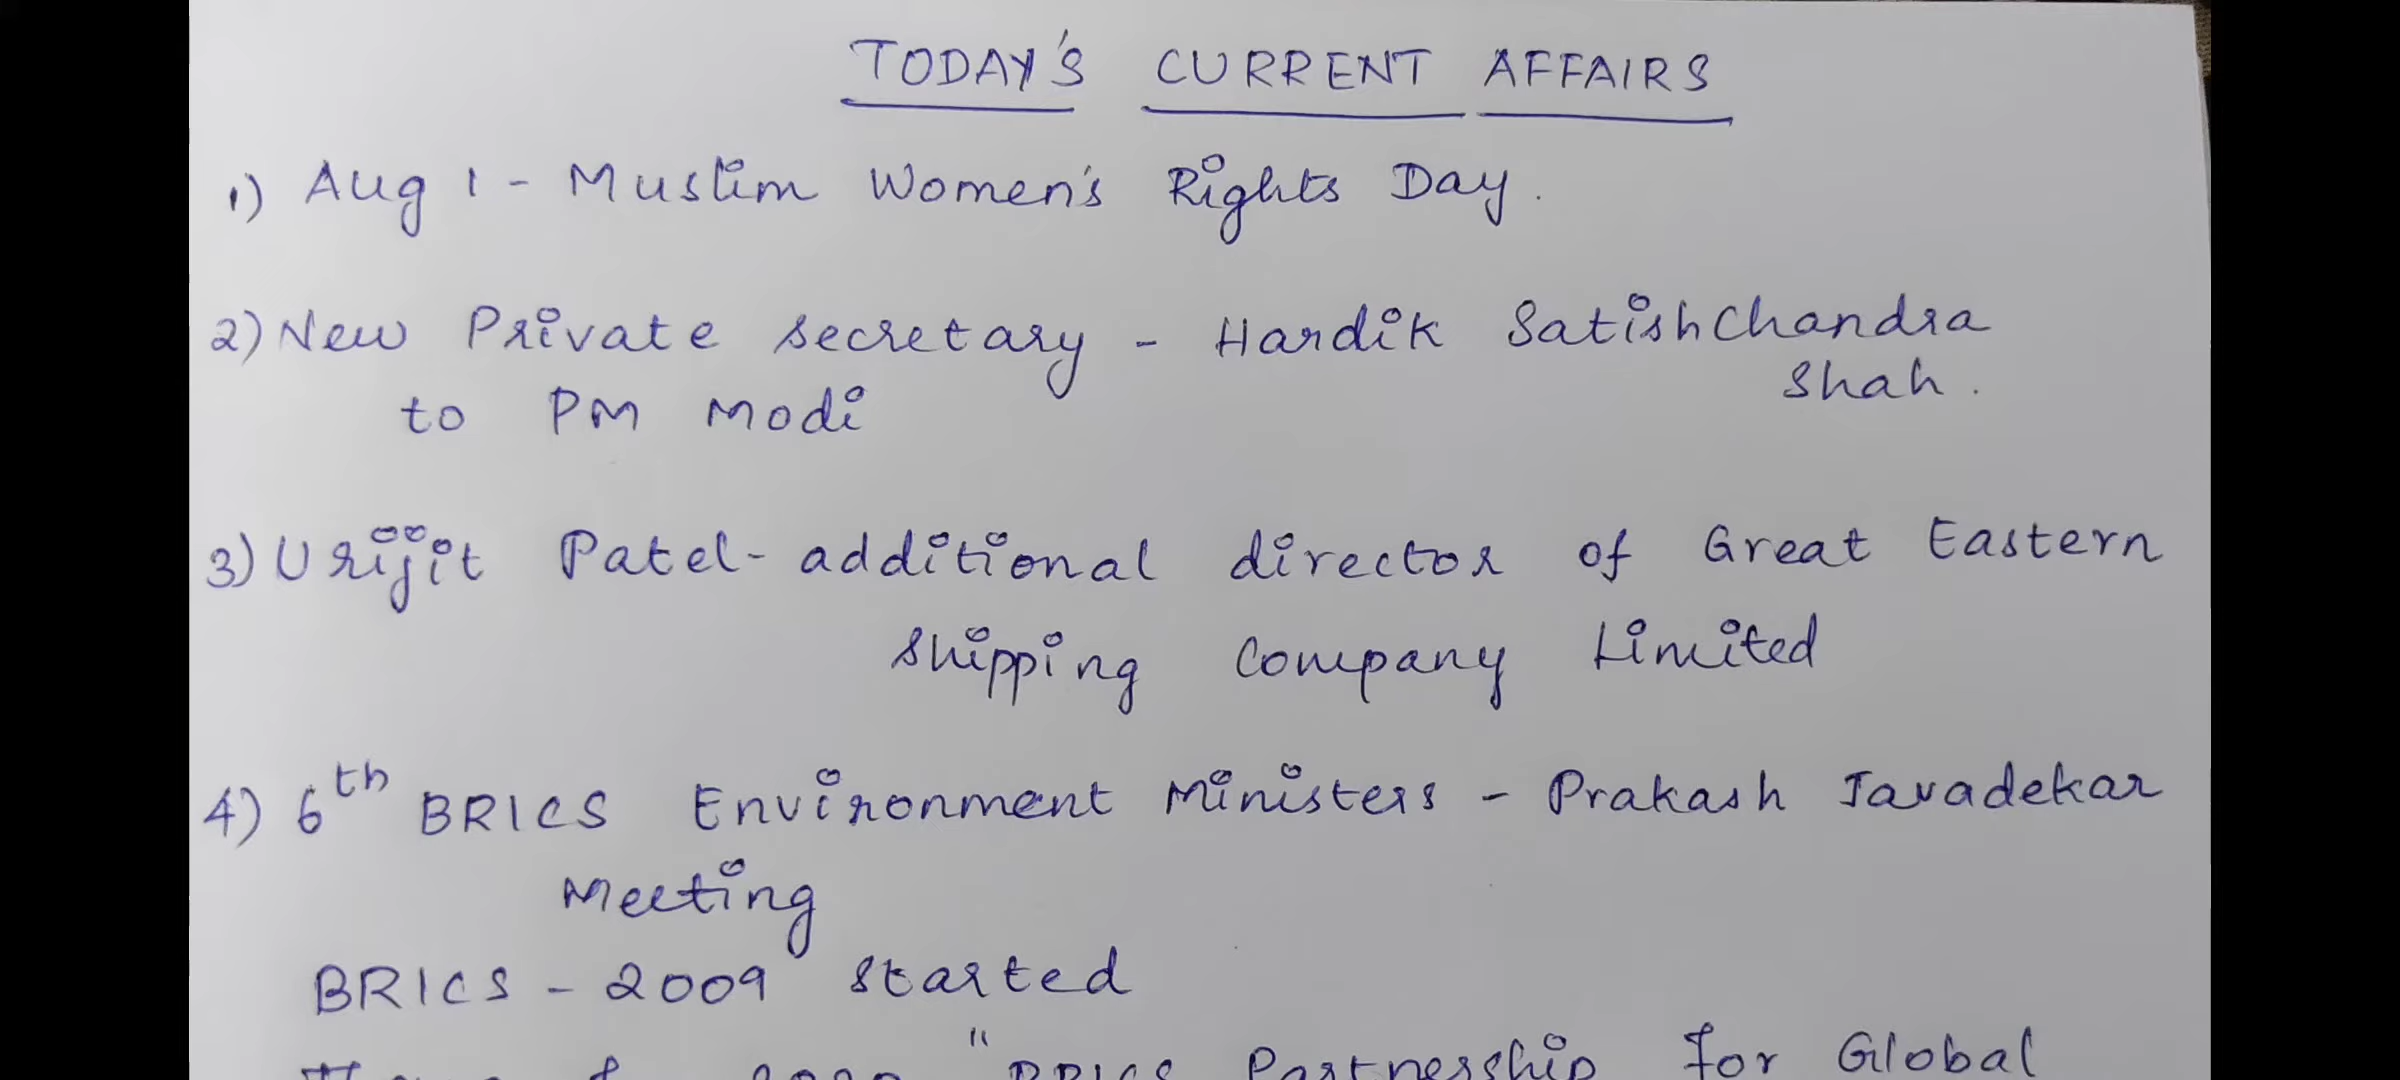 TODAY'S CURRENT AFFAIRS
1) Aug 1 - Muslim Women's Rights Day.
2) New Private secretary - Hardik SatishChandra
Shah.
to PM Modi
3) Urijit Patel - additional director of Great Eastern
Shipping Company Limited
4) 6th BRICS Environment Ministers - Prakash Javadekar
Meeting
BRICS - 2009 started
"BRICS Partnership for Global